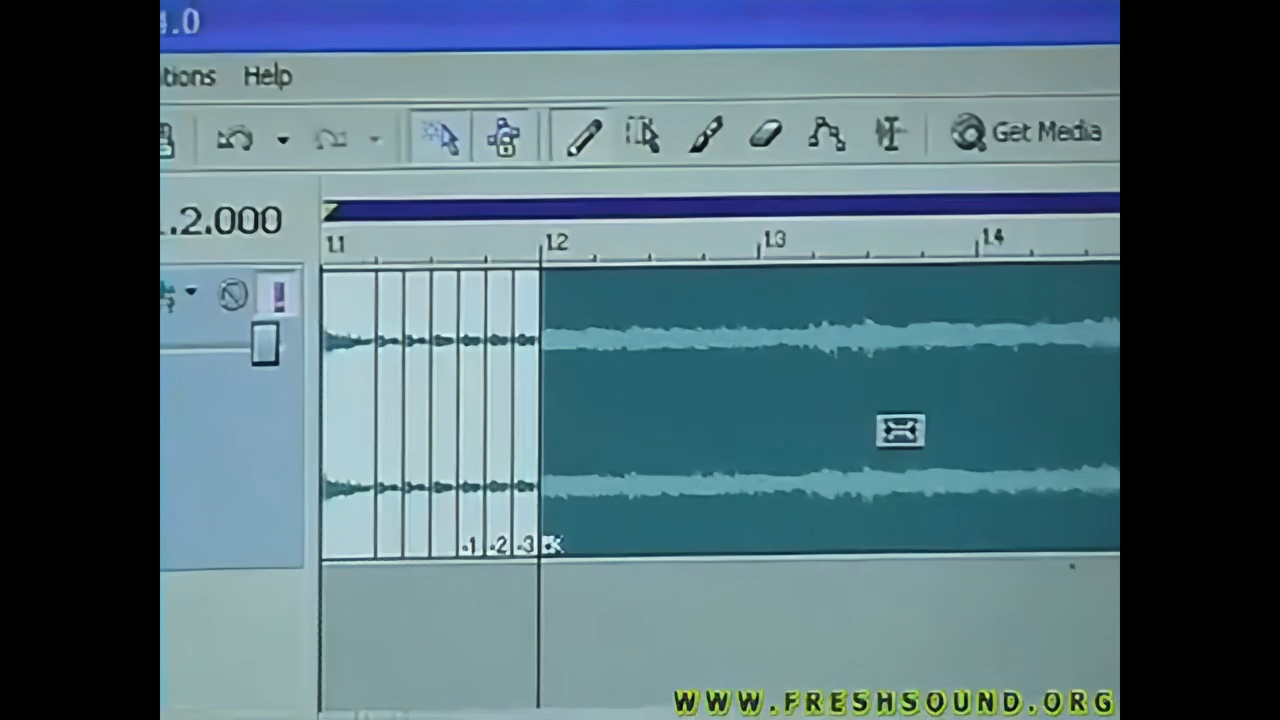 4.0
tions Help
Get Media
.2.000
1.1 1.2 1.3 1.4
-1 -2 -3 K
WWW.FRESHSOUND.ORG